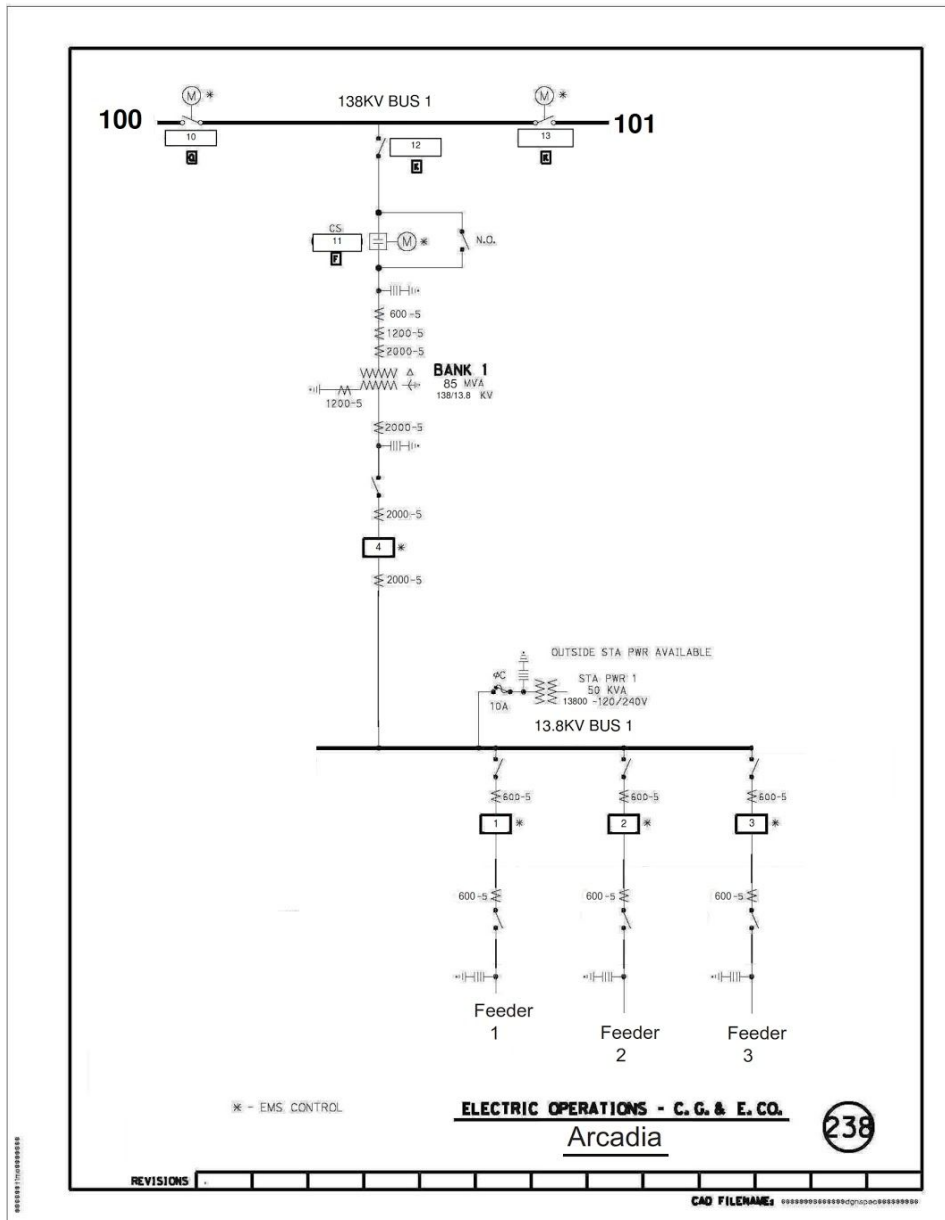 M *
138KV BUS 1
M *
100
101
10
12
13
CS
11
F
M *
N.O.
600-5
1200-5
2000-5
BANK 1
85 MVA
138/13.8 KV
1200-5
2000-5
2000-5
4 *
2000-5
OUTSIDE STA PWR AVAILABLE
STA PWR 1
50 KVA
13800 -120/240V
10A
13.8KV BUS 1
600-5
600-5
600-5
1 *
2 *
3 *
600-5
600-5
600-5
Feeder
1
Feeder
2
Feeder
3
* - EMS CONTROL
ELECTRIC OPERATIONS - C.G.& E.CO.
Arcadia
238
REVISIONS
CAD FILENAME: